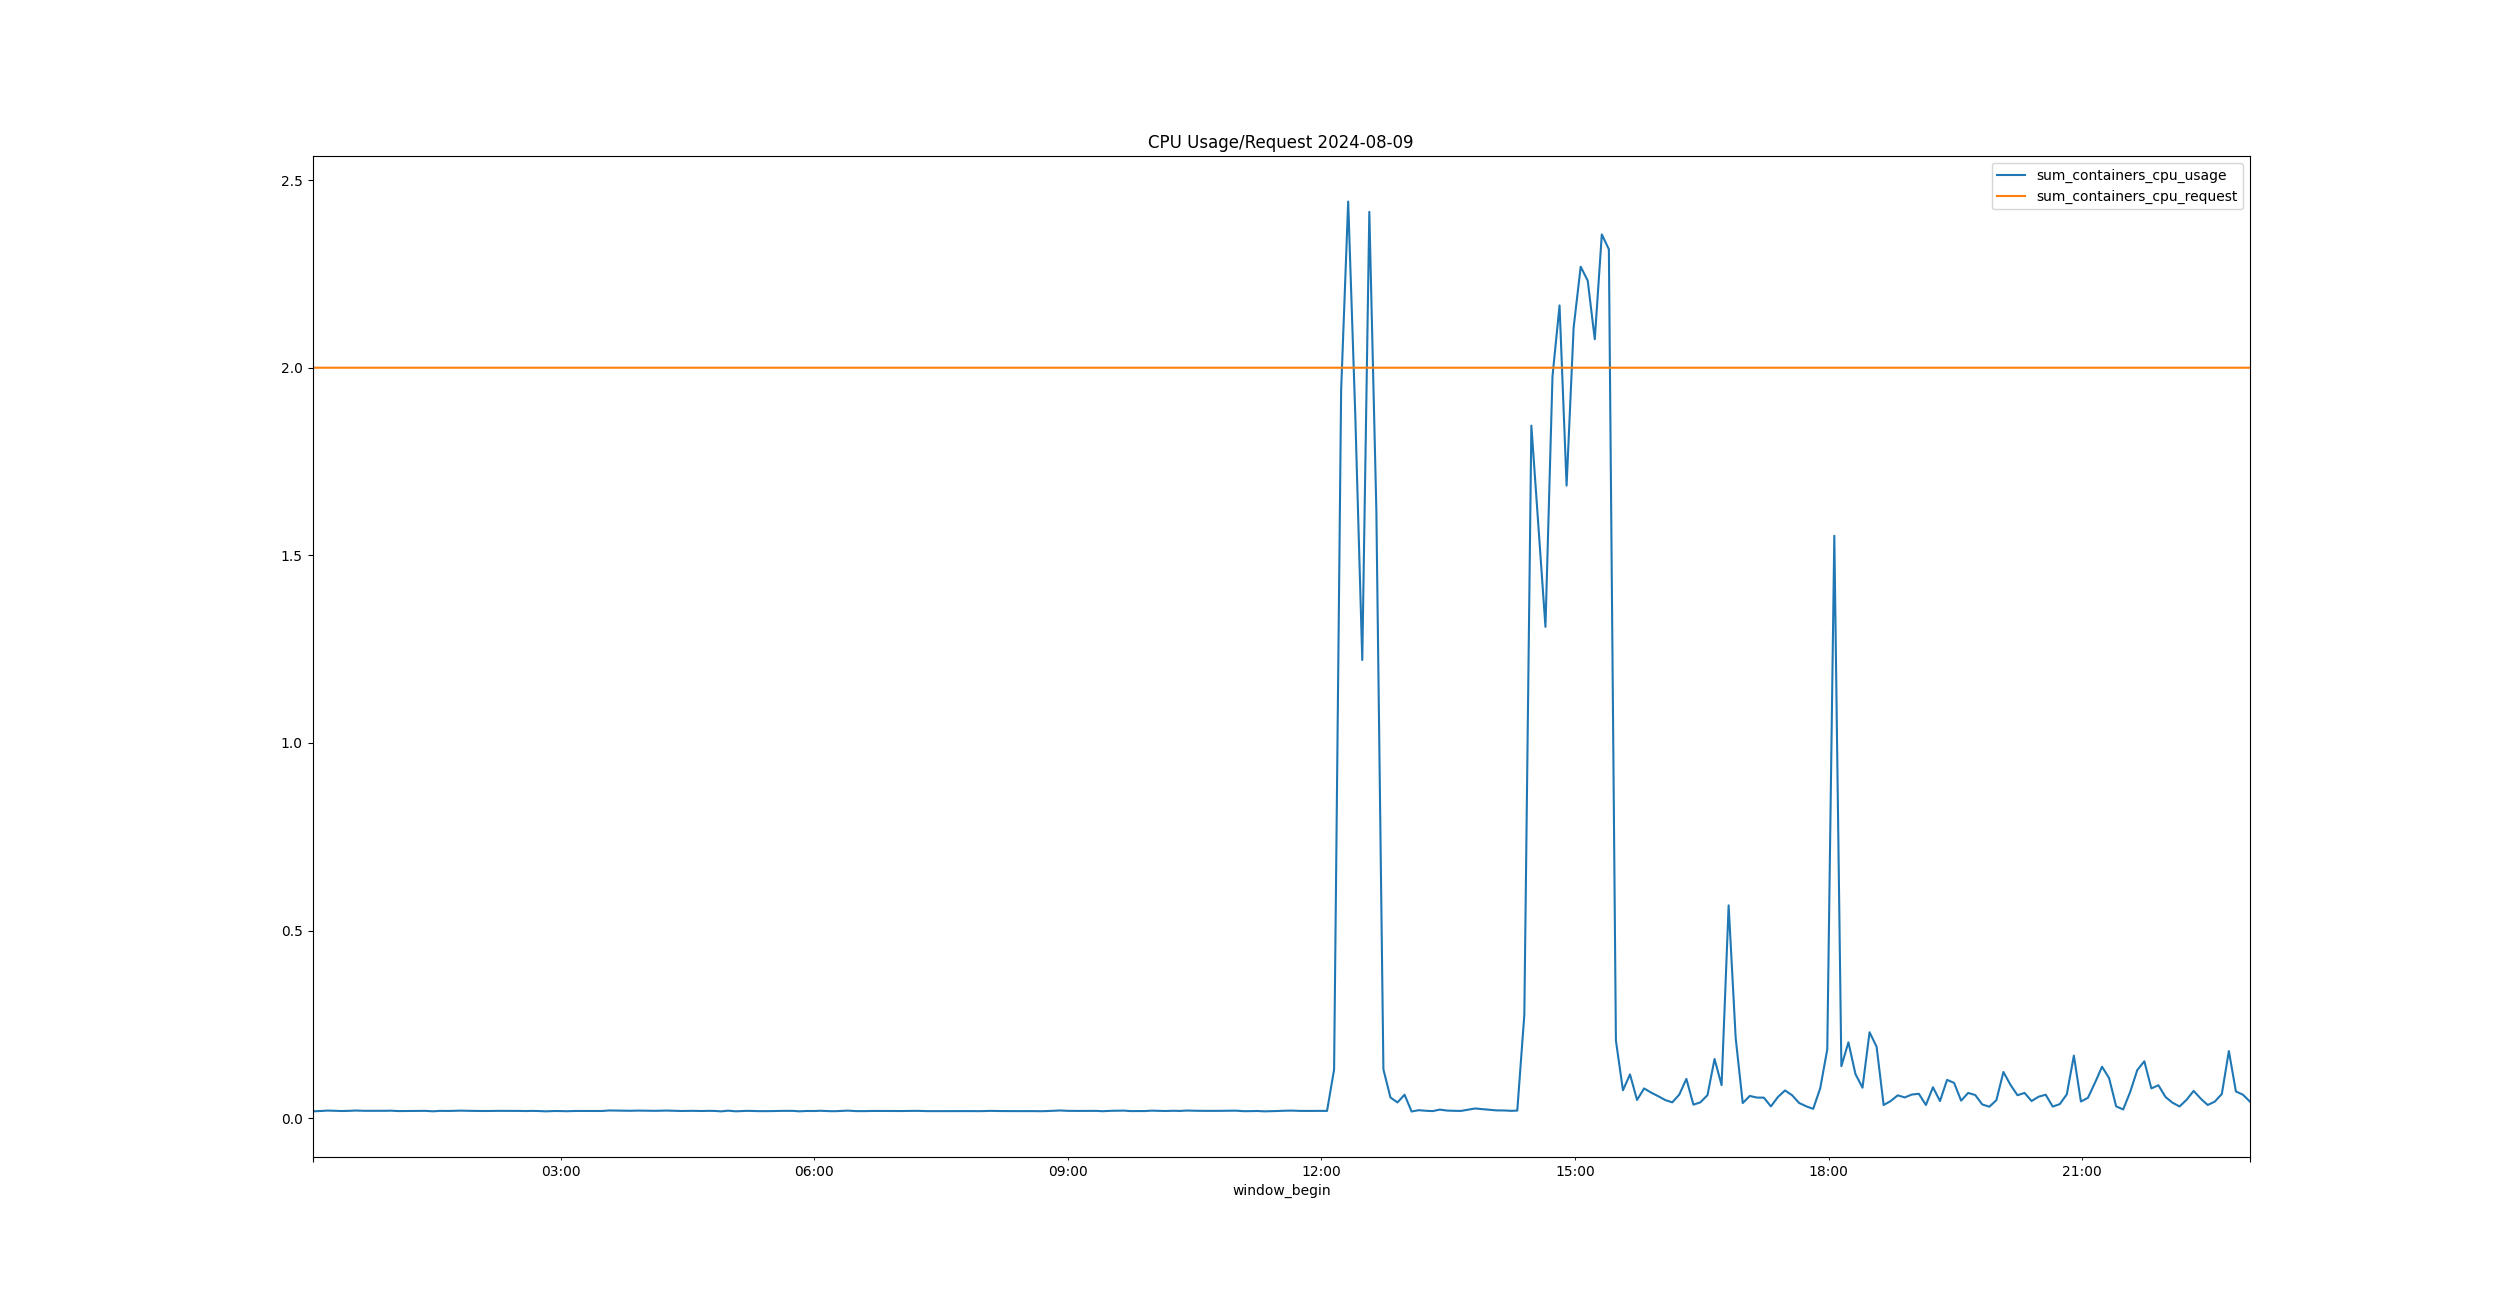 CPU Usage/Request 2024-08-09
sum_containers_cpu_usage
sum_containers_cpu_request
2.5
2.0
1.5
1.0
0.5
0.0
03:00 06:00 09:00 12:00 15:00 18:00 21:00
window_begin